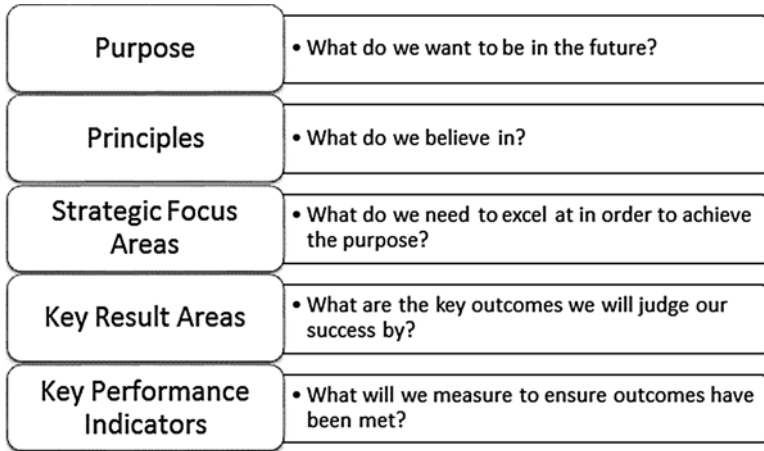 Purpose
• What do we want to be in the future?
Principles
• What do we believe in?
Strategic Focus
Areas
• What do we need to excel at in order to achieve
the purpose?
Key Result Areas
• What are the key outcomes we will judge our
success by?
Key Performance
Indicators
• What will we measure to ensure outcomes have
been met?